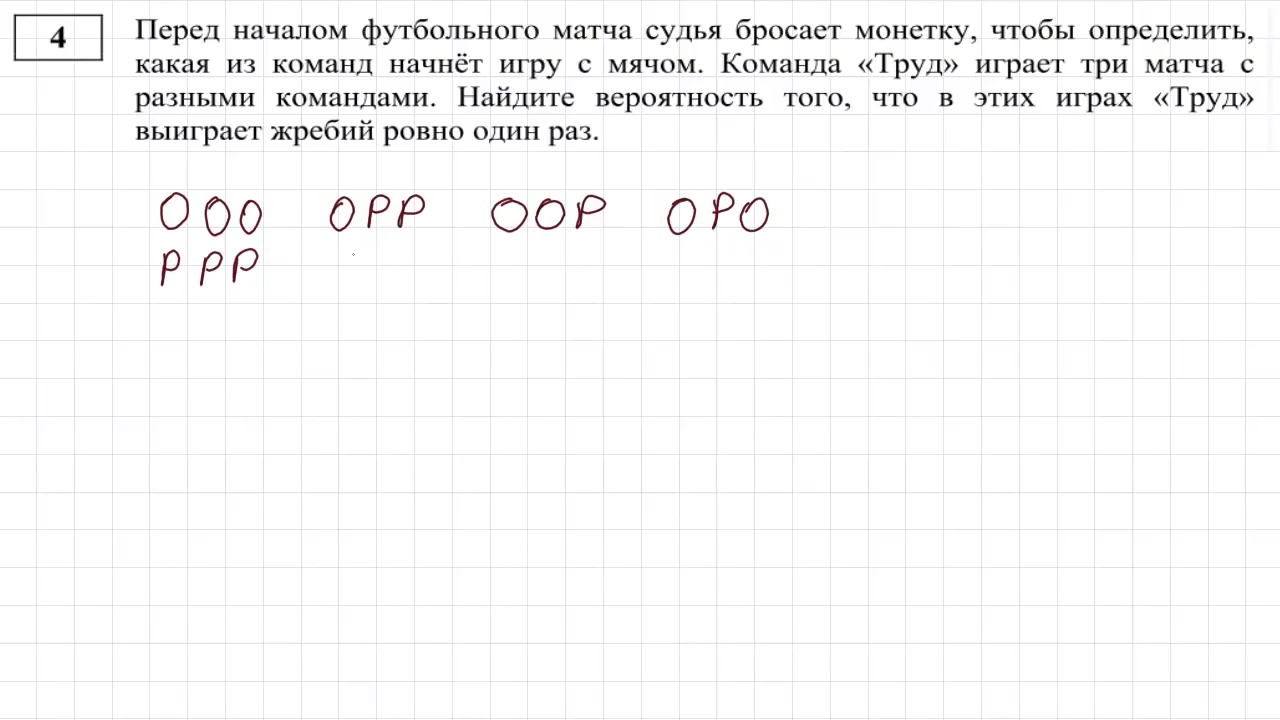 4
Перед началом футбольного матча судья бросает монетку, чтобы определить,
какая из команд начнёт игру с мячом. Команда «Труд» играет три матча с
разными командами. Найдите вероятность того, что в этих играх «Труд»
выиграет жребий ровно один раз.
ООО ОРР ООР ОРО
РРР